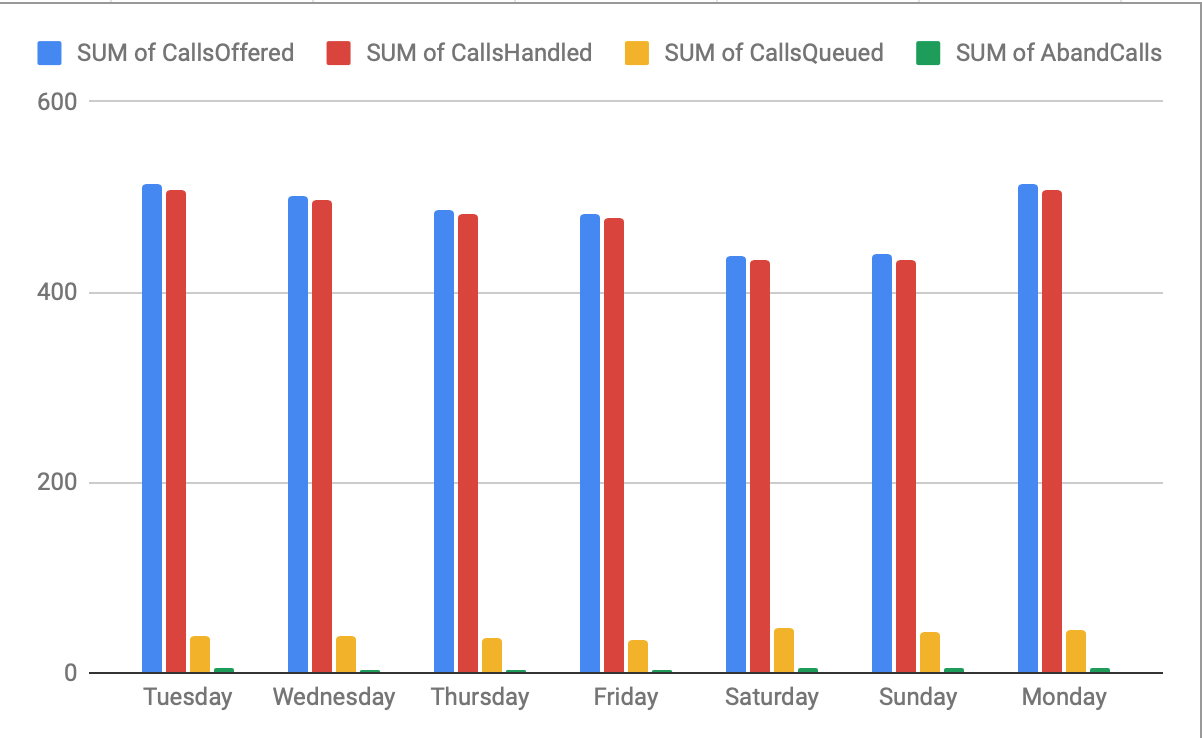 SUM of CallsOffered SUM of CallsHandled SUM of CallsQueued SUM of AbandCalls
600
400
200
0
Tuesday Wednesday Thursday Friday Saturday Sunday Monday